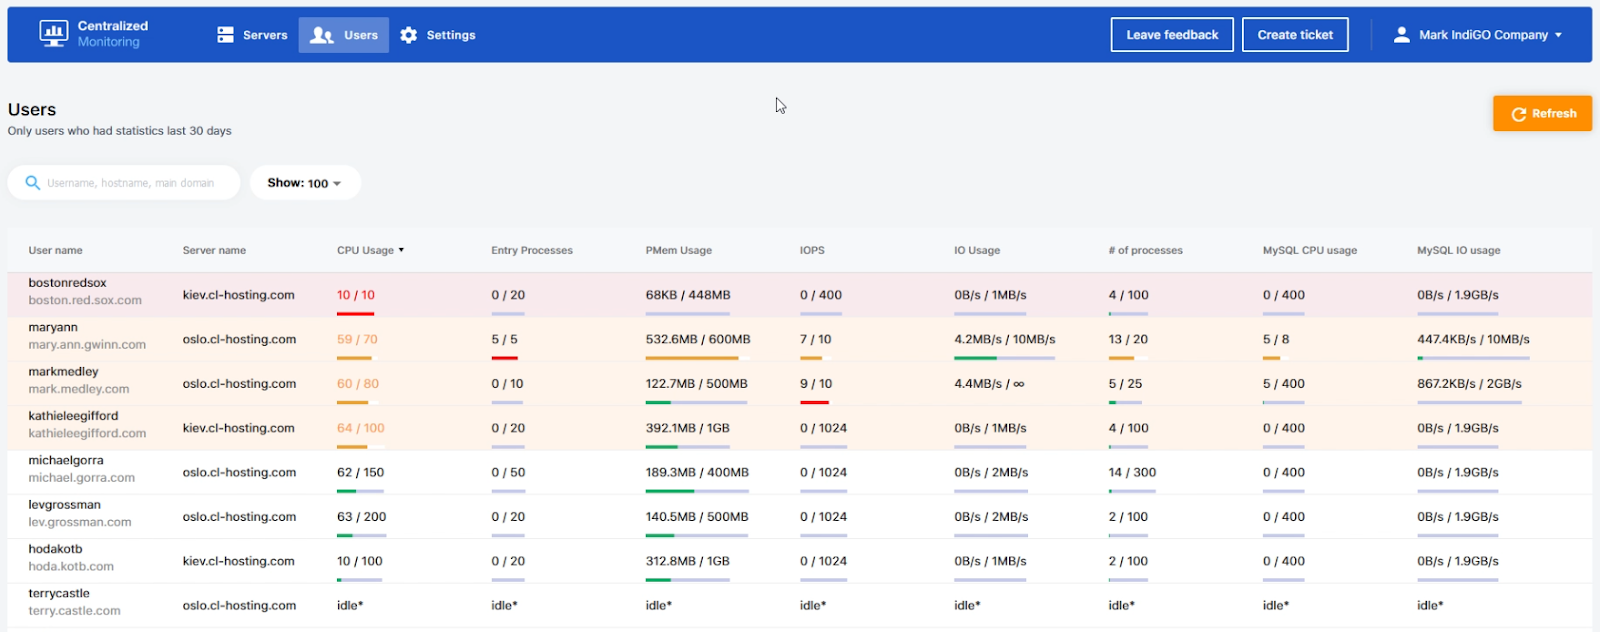 Centralized
Monitoring
Servers Users Settings Leave feedback Create ticket Mark IndiGO Company
Users
Only users who had statistics last 30 days
Refresh
Username, hostname, main domain Show: 100
User name Server name CPU Usage Entry Processes PMem Usage IOPS IO Usage # of processes MySQL CPU usage MySQL IO usage
bostonredsox
boston.red.sox.com
kiev.cl-hosting.com 10 / 10 0 / 20 68KB / 448MB 0 / 400 0B/s / 1MB/s 4 / 100 0 / 400 0B/s / 1.9GB/s
maryann
mary.ann.gwinn.com
oslo.cl-hosting.com 59 / 70 5 / 5 532.6MB / 600MB 7 / 10 4.2MB/s / 10MB/s 13 / 20 5 / 8 447.4KB/s / 10MB/s
markmedley
mark.medley.com
oslo.cl-hosting.com 60 / 80 0 / 10 122.7MB / 500MB 9 / 10 4.4MB/s / ∞ 5 / 25 5 / 400 867.2KB/s / 2GB/s
kathieleegifford
kathieleegifford.com
kiev.cl-hosting.com 64 / 100 0 / 20 392.1MB / 1GB 0 / 1024 0B/s / 1MB/s 4 / 100 0 / 400 0B/s / 1.9GB/s
michaelgorra
michael.gorra.com
oslo.cl-hosting.com 62 / 150 0 / 50 189.3MB / 400MB 0 / 1024 0B/s / 2MB/s 14 / 300 0 / 400 0B/s / 1.9GB/s
levgrossman
lev.grossman.com
oslo.cl-hosting.com 63 / 200 0 / 20 140.5MB / 500MB 0 / 1024 0B/s / 2MB/s 2 / 100 0 / 400 0B/s / 1.9GB/s
hodakotb
hoda.kotb.com
kiev.cl-hosting.com 10 / 100 0 / 20 312.8MB / 1GB 0 / 1024 0B/s / 1MB/s 2 / 100 0 / 400 0B/s / 1.9GB/s
terrycastle
terry.castle.com
oslo.cl-hosting.com idle* idle* idle* idle* idle* idle* idle* idle*